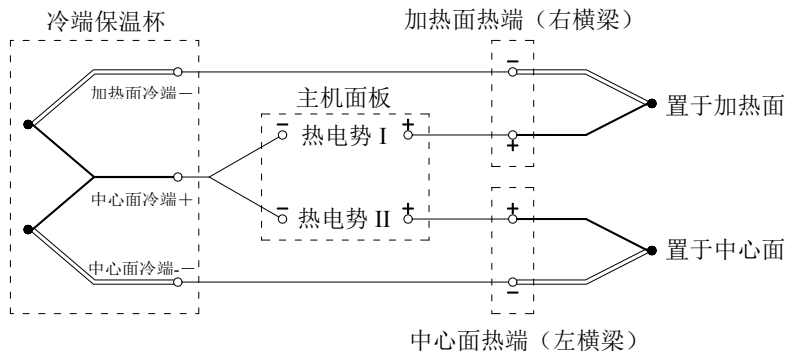 冷端保温杯
加热面热端（右横梁）
加热面冷端－
主机面板
－
置于加热面
－
热电势 I
＋
＋
中心面冷端＋
－
热电势 II
＋
＋
置于中心面
中心面冷端-－
－
中心面热端（左横梁）